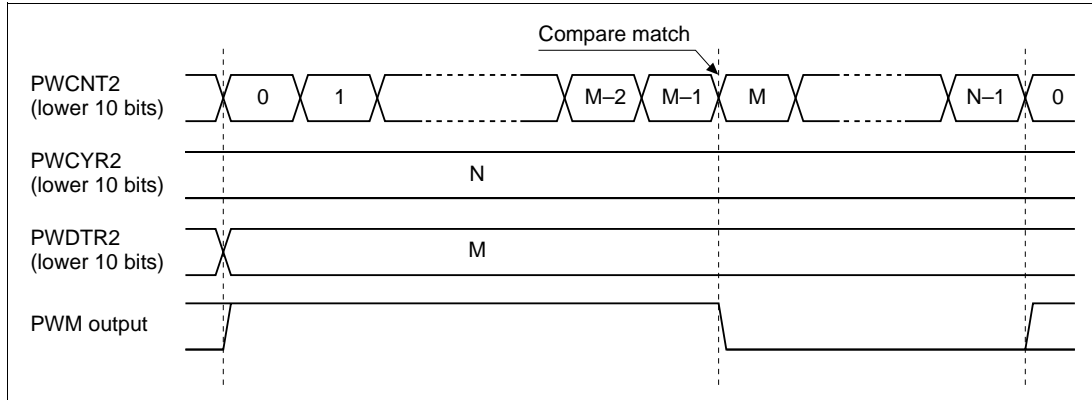 Compare match
PWCNT2
(lower 10 bits)
0 1 M–2 M–1 M N–1 0
PWCYR2
(lower 10 bits)
N
PWDTR2
(lower 10 bits)
M
PWM output